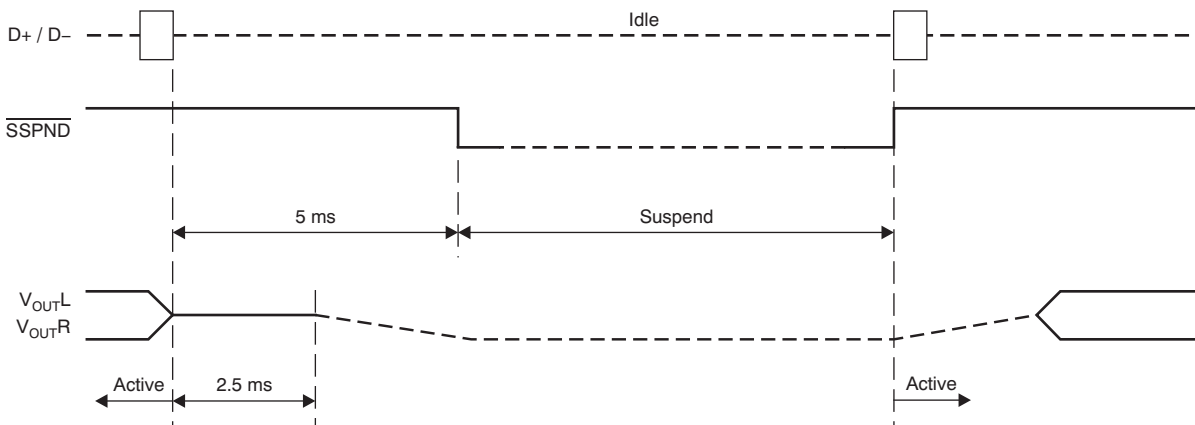 Idle
D+ / D–
SSPND
5 ms
Suspend
VOUTL
VOUTR
Active
2.5 ms
Active